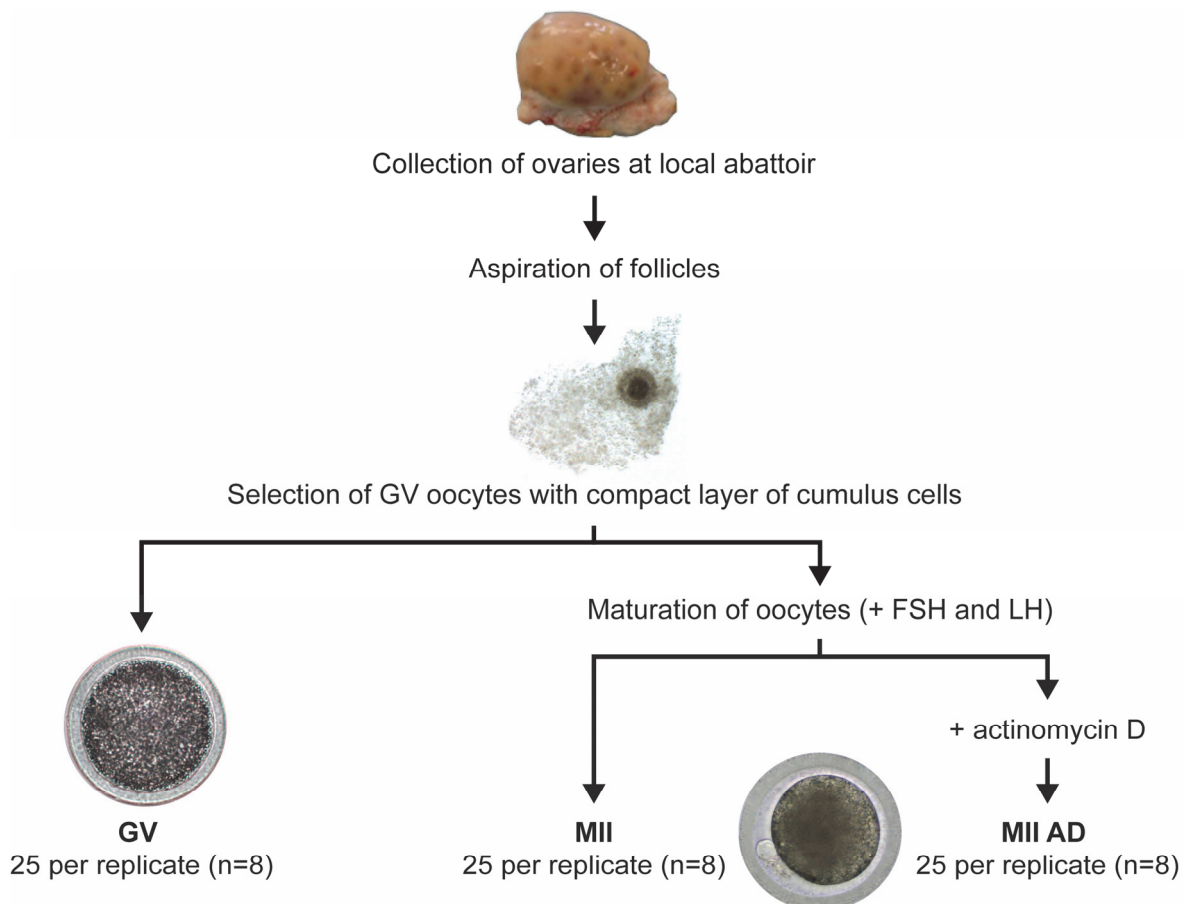 Collection of ovaries at local abattoir
Aspiration of follicles
Selection of GV oocytes with compact layer of cumulus cells
Maturation of oocytes (+ FSH and LH)
+ actinomycin D
GV
25 per replicate (n=8)
MII
25 per replicate (n=8)
MII AD
25 per replicate (n=8)